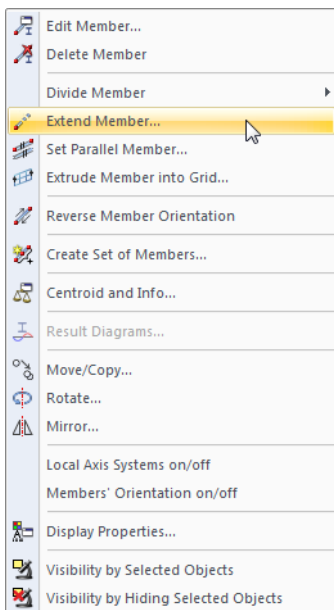 Edit Member...
Delete Member
Divide Member
Extend Member...
Set Parallel Member...
Extrude Member into Grid...
Reverse Member Orientation
Create Set of Members...
Centroid and Info...
Result Diagrams...
Move/Copy...
Rotate...
Mirror...
Local Axis Systems on/off
Members' Orientation on/off
Display Properties...
Visibility by Selected Objects
Visibility by Hiding Selected Objects